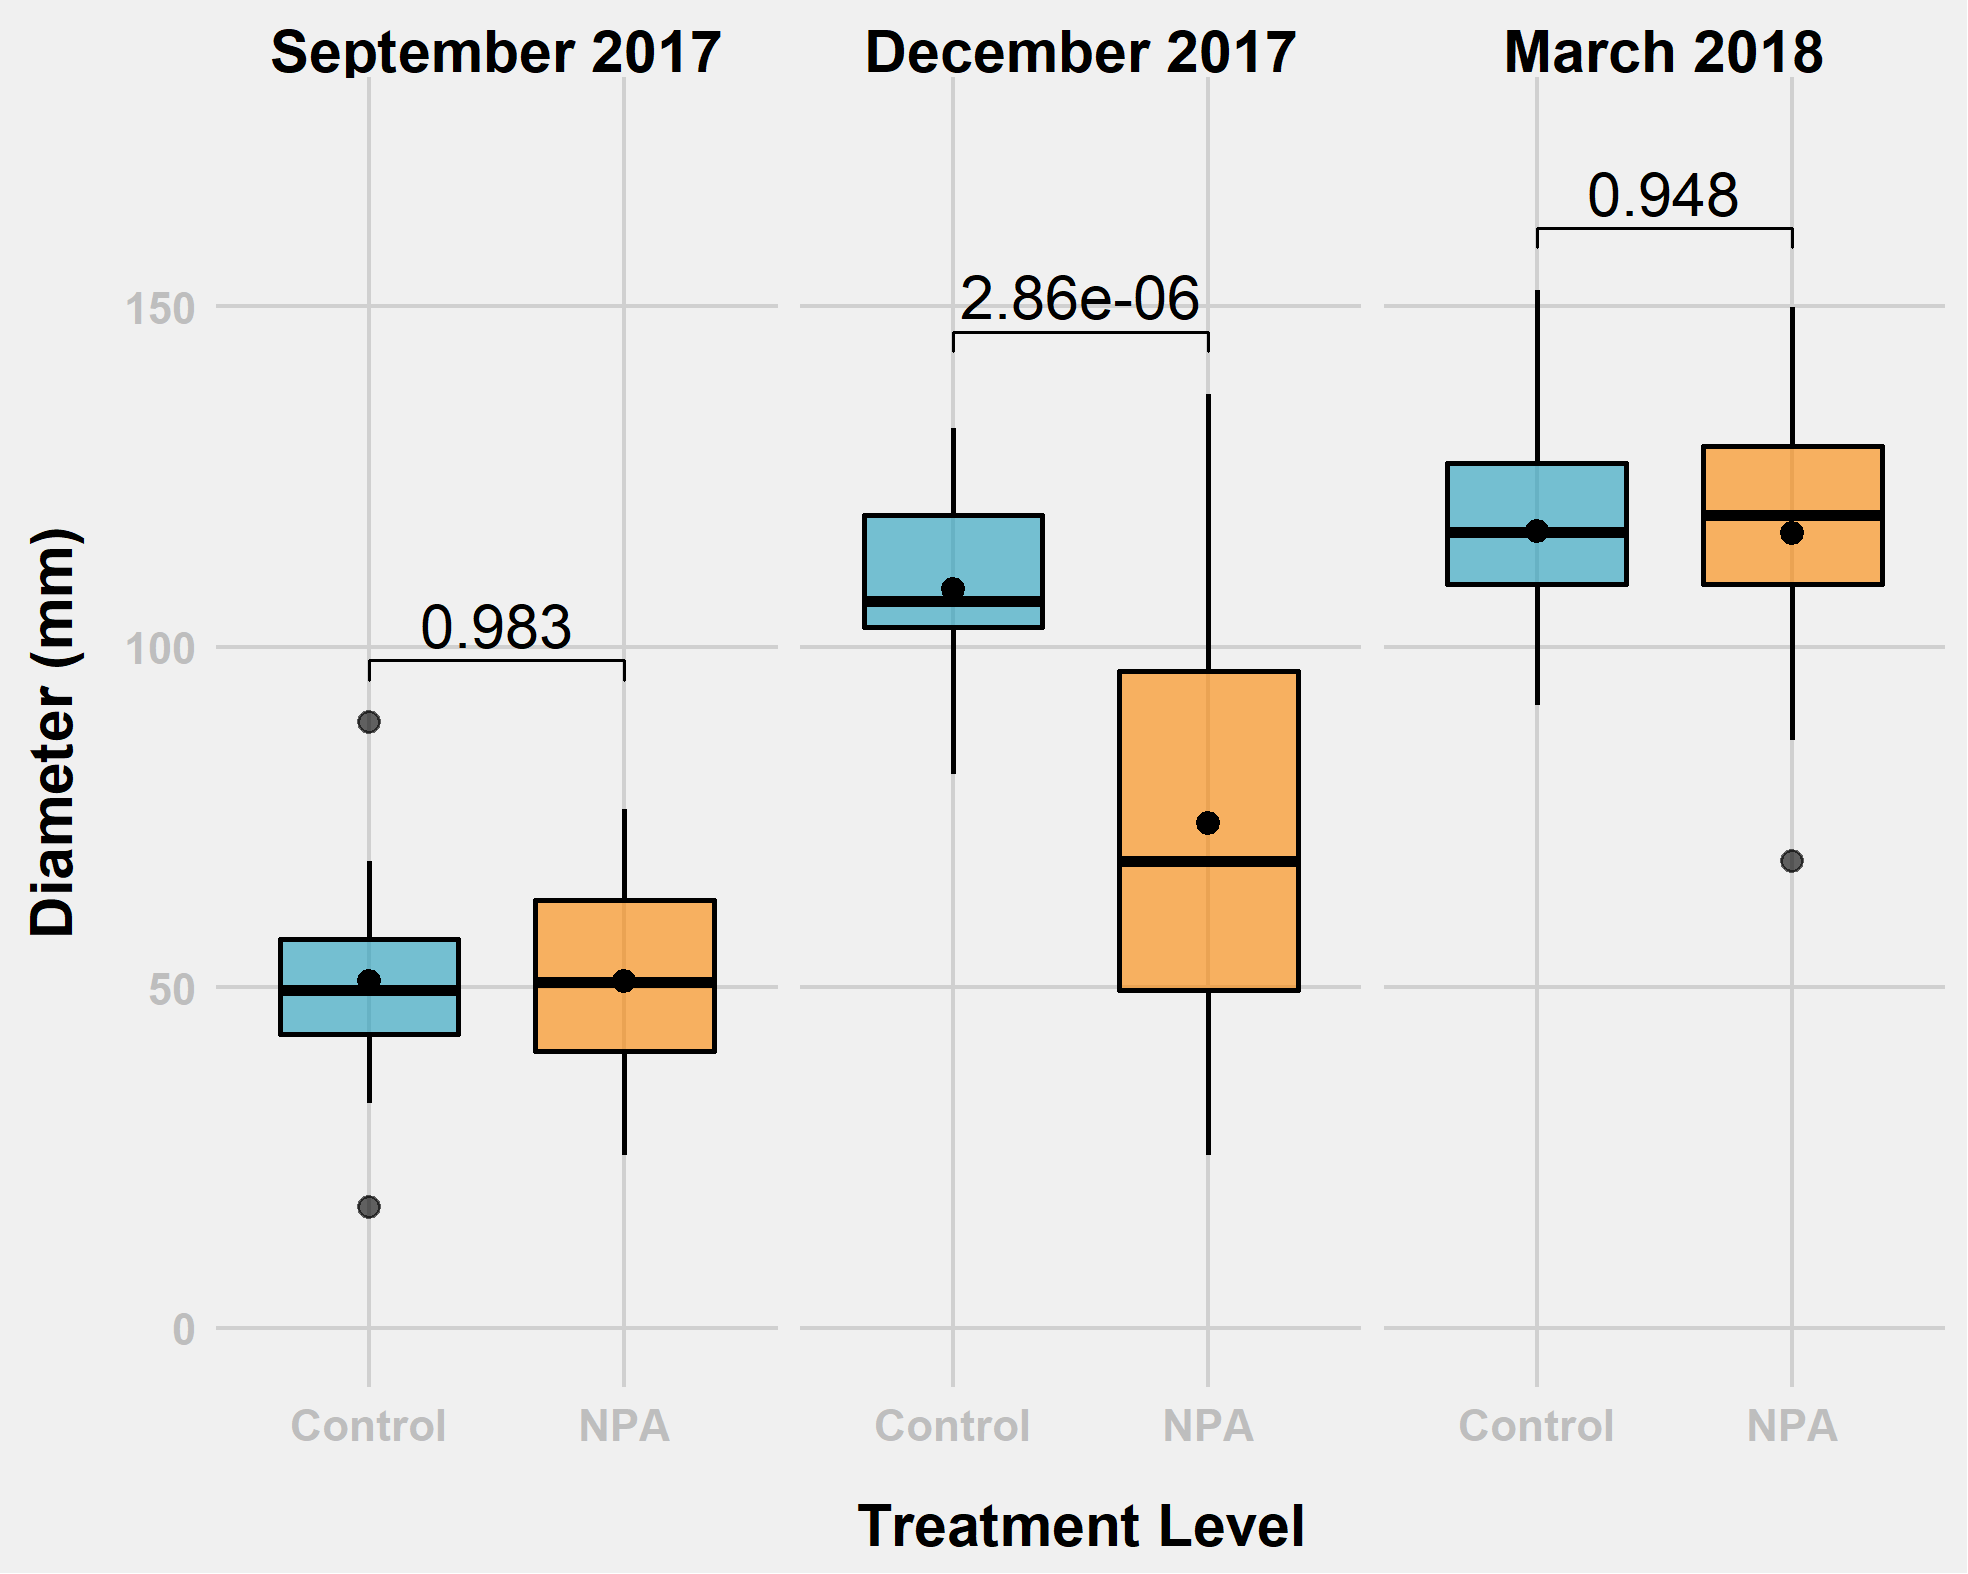 September 2017 December 2017 March 2018
0.948
2.86e-06
150
0.983
100
Diameter (mm)
50
0
Control NPA Control NPA Control NPA
Treatment Level